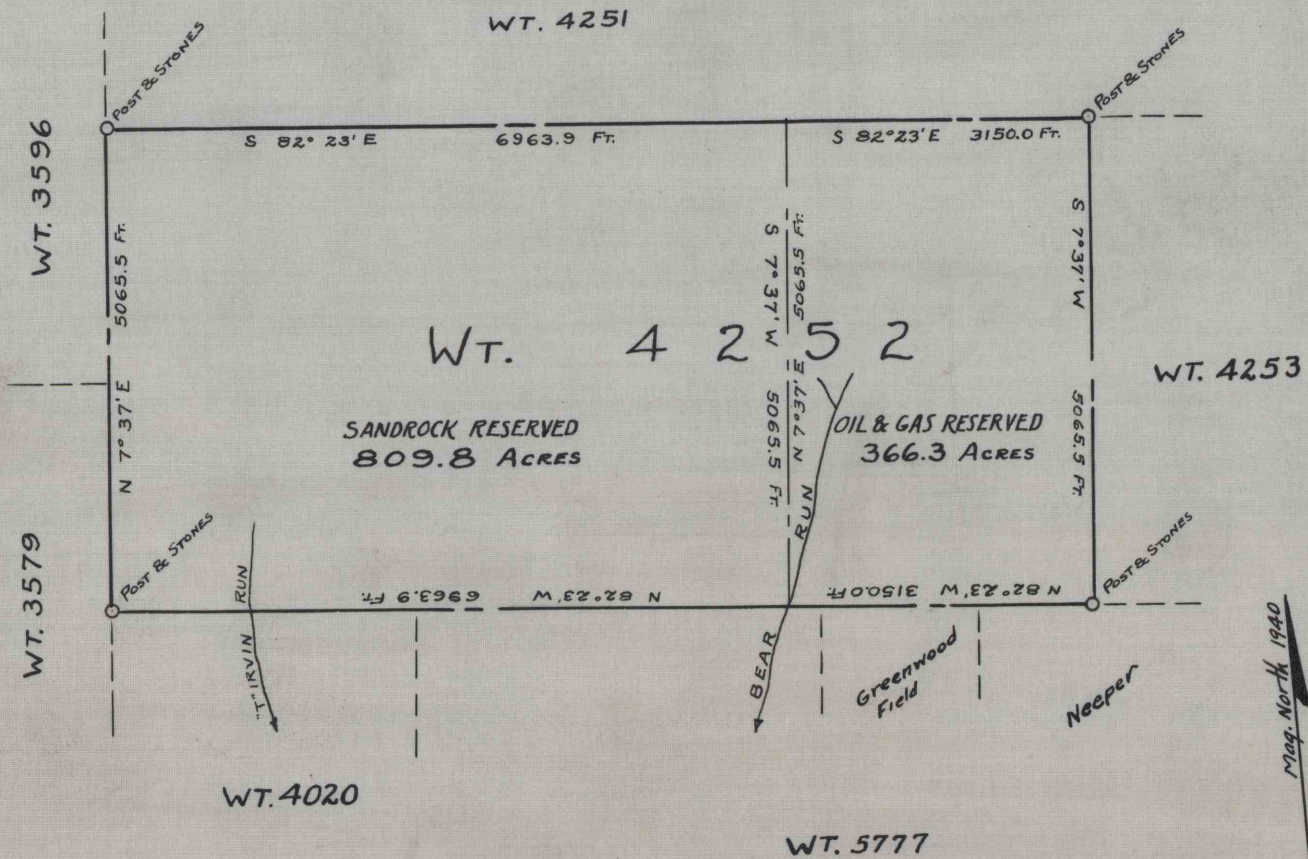 WT. 4251
POST & STONES
POST & STONES
WT. 3596
S 82° 23' E 6963.9 FT.
S 82°23'E 3150.0 FT.
N 7° 37' E 5065.5 FT.
S 7° 37' W 5065.5 FT.
N 7°37' E 5065.5 FT.
S 7°37' W 5065.5 FT.
WT. 4 2 5 2
WT. 4253
SANDROCK RESERVED
809.8 ACRES
OIL & GAS RESERVED
366.3 ACRES
WT. 3579
POST & STONES
POST & STONES
N 82°23' W 6963.9 FT.
N 82°23' W 3150.0 FT.
"T" IRVIN RUN
BEAR RUN
Greenwood
Field
Neeper
Mag. North 1940
WT. 4020
WT. 5777